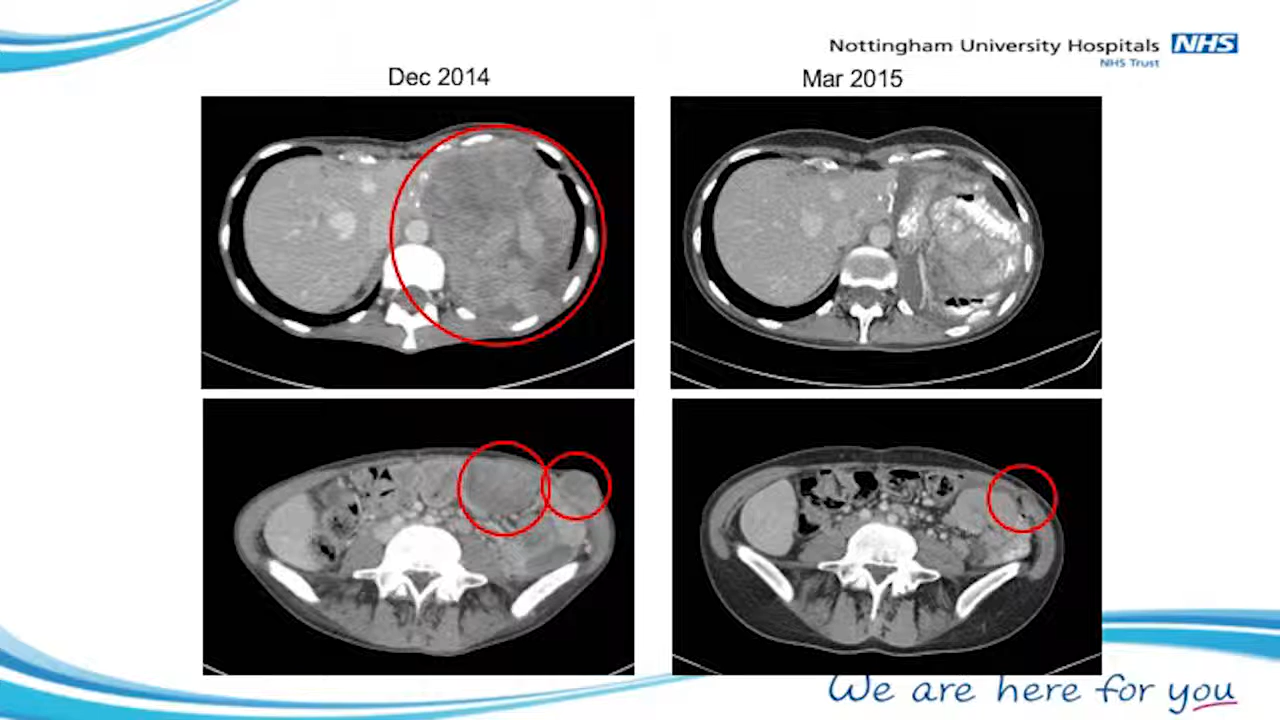 Nottingham University Hospitals NHS
NHS Trust
Dec 2014
Mar 2015
We are here for you